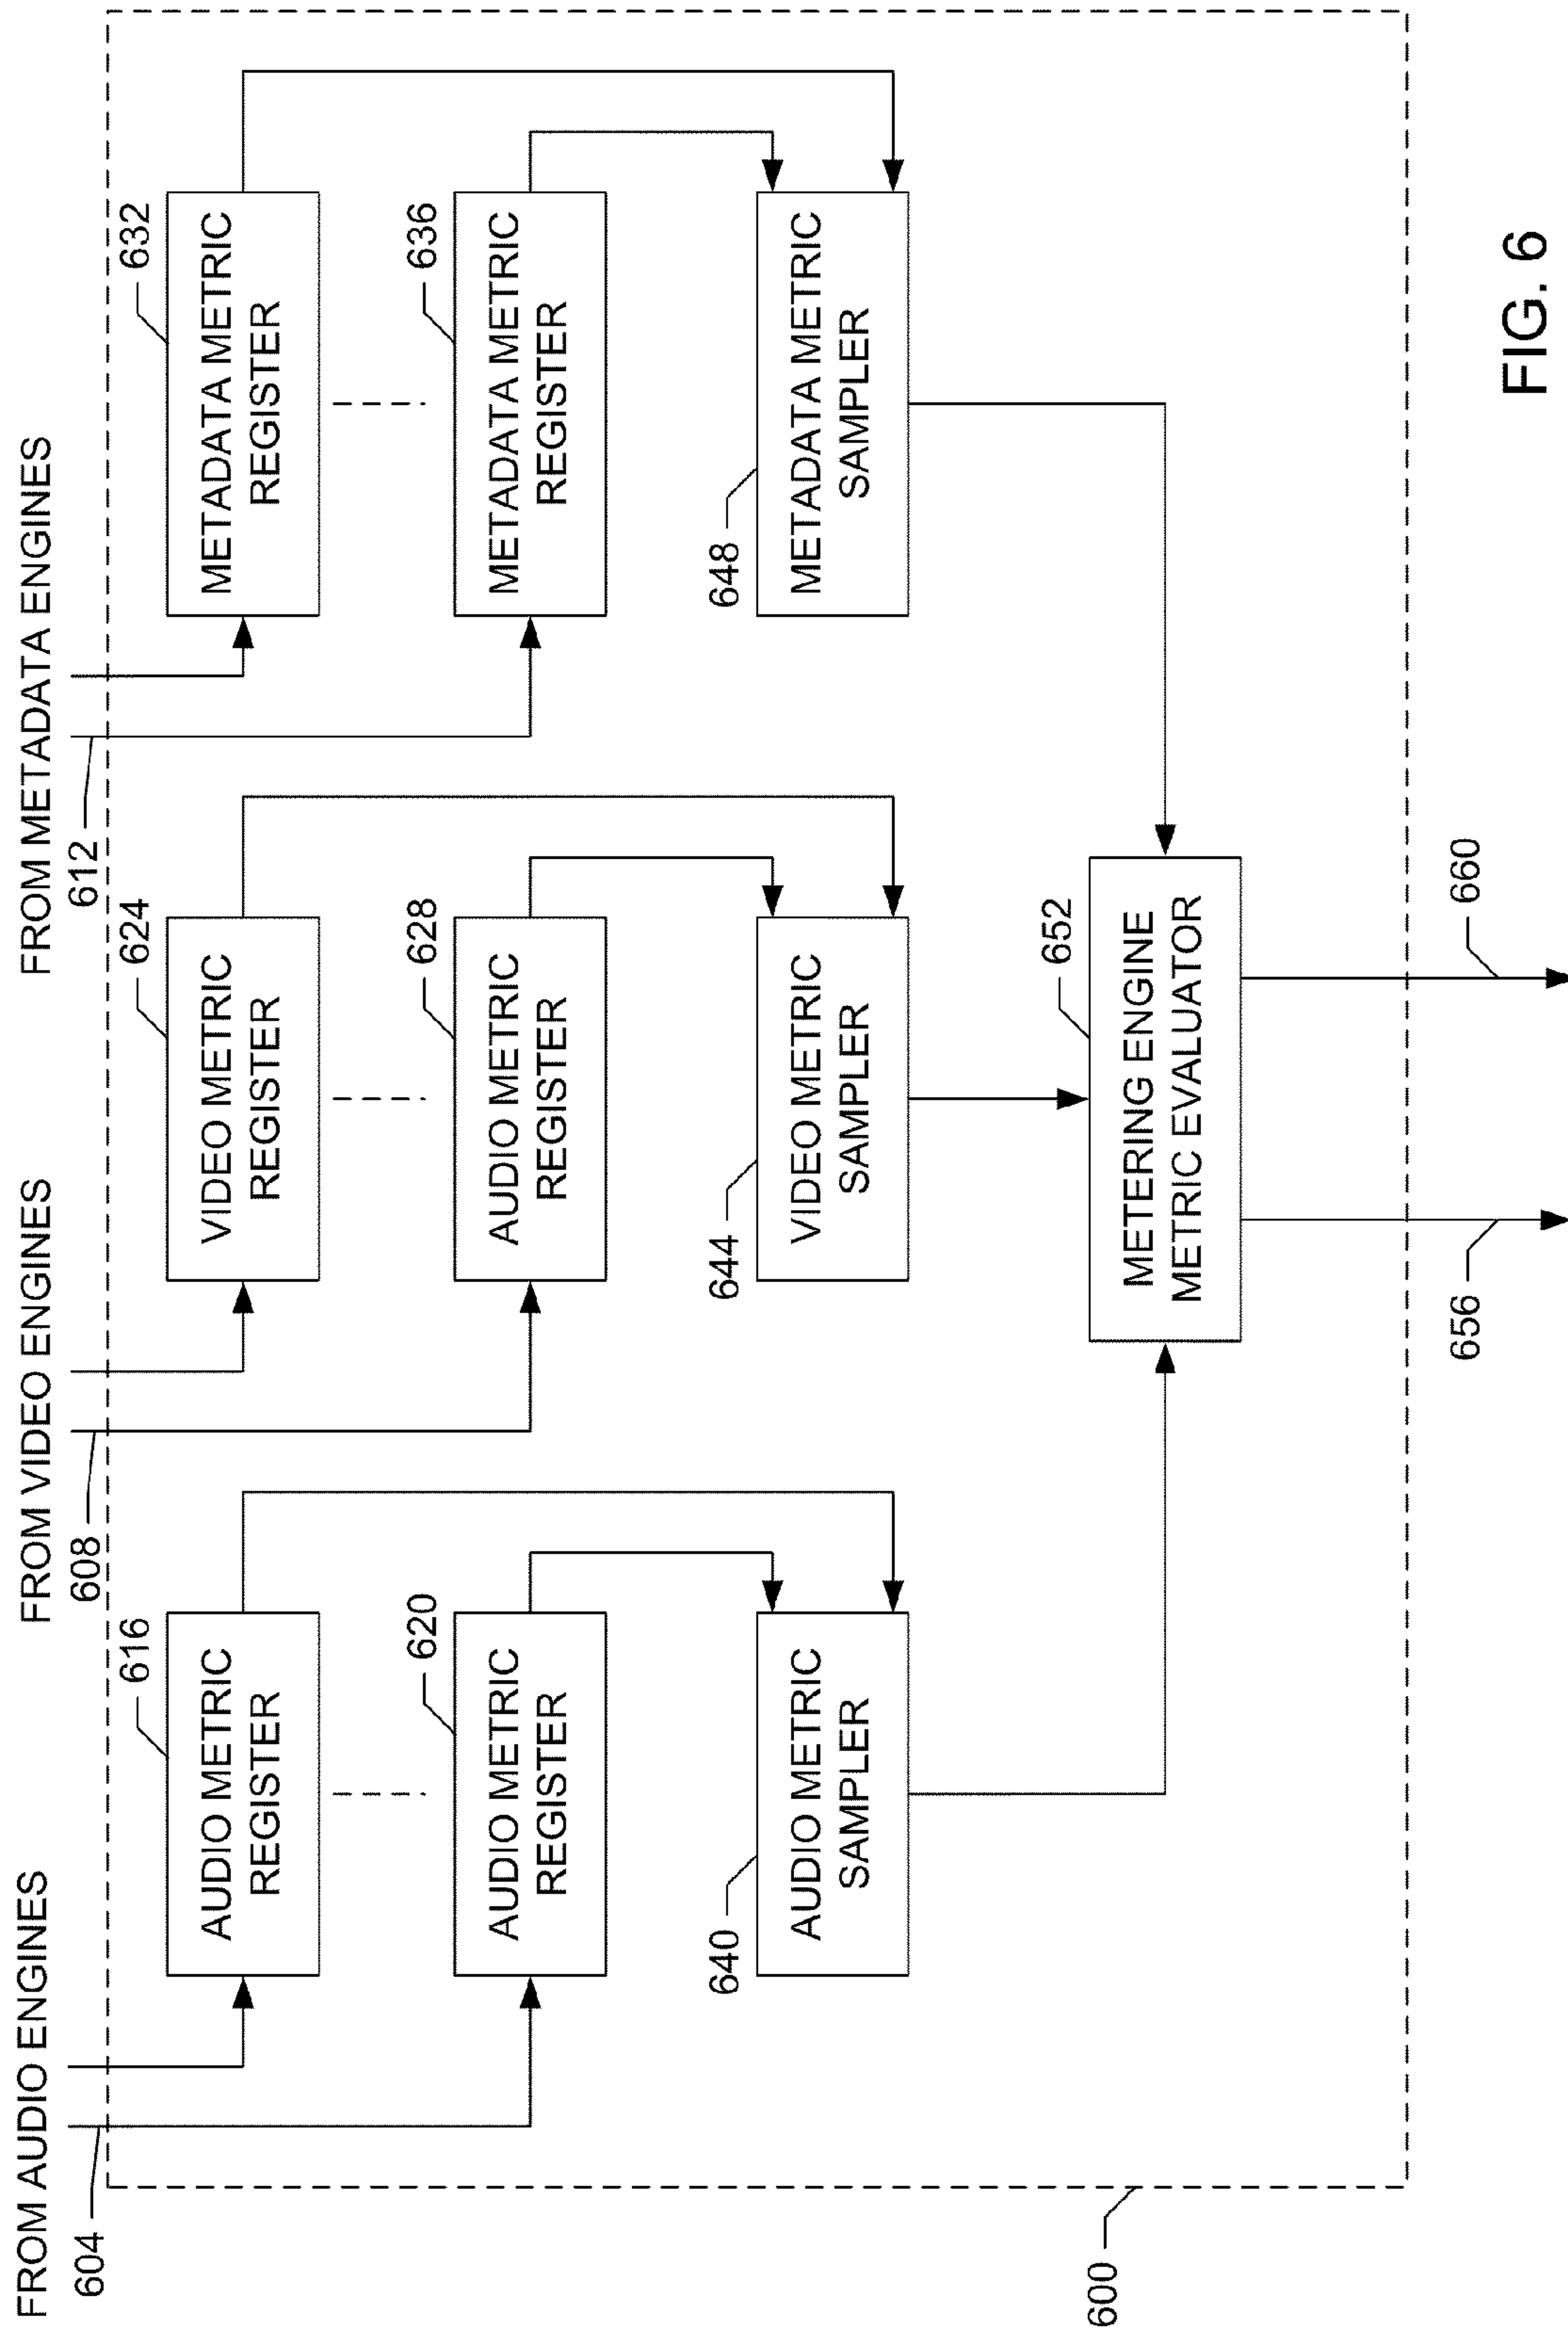 FROM AUDIO ENGINES
FROM VIDEO ENGINES
FROM METADATA ENGINES
604
608
612
616
AUDIO METRIC
REGISTER
624
VIDEO METRIC
REGISTER
632
METADATA METRIC
REGISTER
620
AUDIO METRIC
REGISTER
628
AUDIO METRIC
REGISTER
636
METADATA METRIC
REGISTER
640
AUDIO METRIC
SAMPLER
644
VIDEO METRIC
SAMPLER
648
METADATA METRIC
SAMPLER
652
METERING ENGINE
METRIC EVALUATOR
600
656
660
FIG. 6